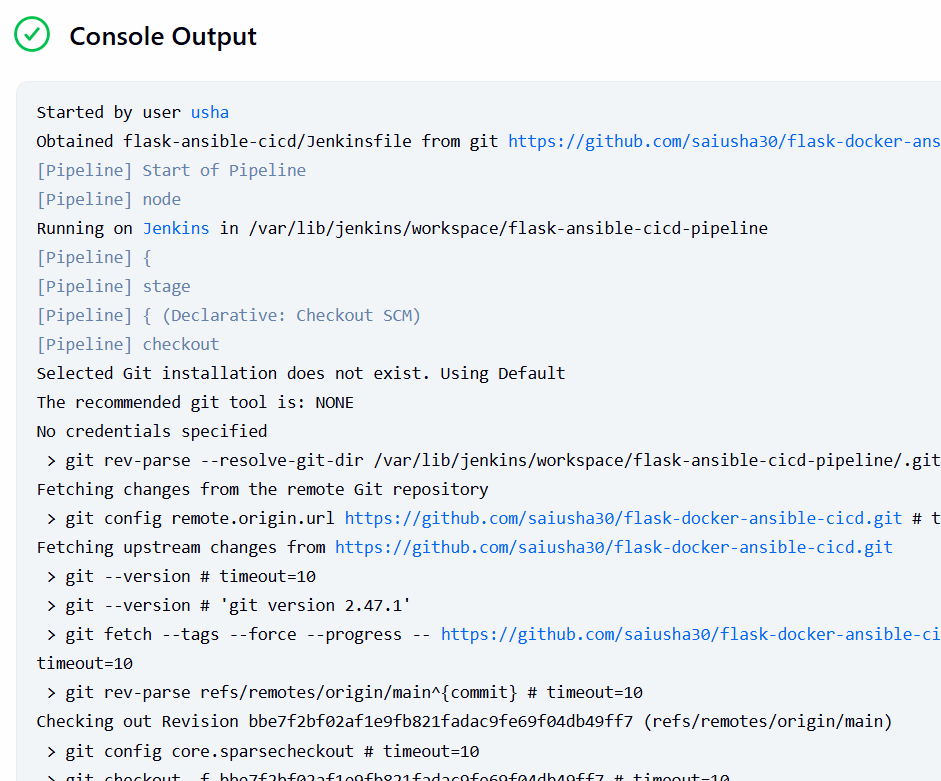 Console Output
Started by user usha
Obtained flask-ansible-cicd/Jenkinsfile from git https://github.com/saiusha30/flask-docker-ans
[Pipeline] Start of Pipeline
[Pipeline] node
Running on Jenkins in /var/lib/jenkins/workspace/flask-ansible-cicd-pipeline
[Pipeline] {
[Pipeline] stage
[Pipeline] { (Declarative: Checkout SCM)
[Pipeline] checkout
Selected Git installation does not exist. Using Default
The recommended git tool is: NONE
No credentials specified
> git rev-parse --resolve-git-dir /var/lib/jenkins/workspace/flask-ansible-cicd-pipeline/.git
Fetching changes from the remote Git repository
> git config remote.origin.url https://github.com/saiusha30/flask-docker-ansible-cicd.git # t
Fetching upstream changes from https://github.com/saiusha30/flask-docker-ansible-cicd.git
> git --version # timeout=10
> git --version # 'git version 2.47.1'
> git fetch --tags --force --progress -- https://github.com/saiusha30/flask-docker-ansible-ci
timeout=10
> git rev-parse refs/remotes/origin/main^{commit} # timeout=10
Checking out Revision bbe7f2bf02af1e9fb821fadac9fe69f04db49ff7 (refs/remotes/origin/main)
> git config core.sparsecheckout # timeout=10
> git checkout -f bbe7f2bf02af1e9fb821fadac9fe69f04db49ff7 # timeout=10